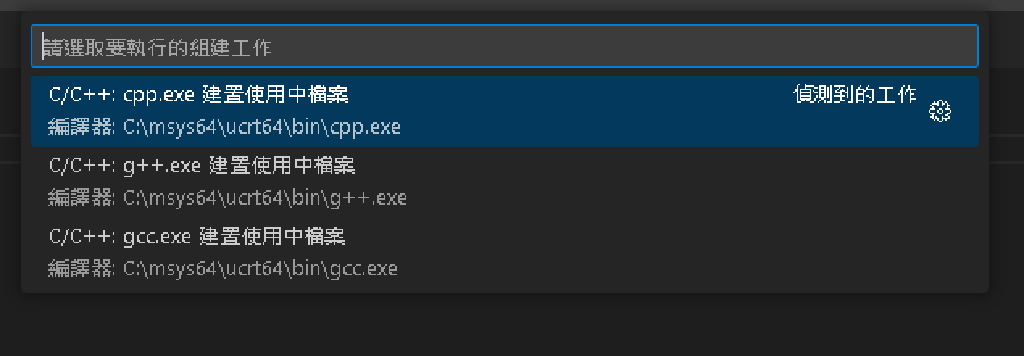 請選取要執行的組建工作
C/C++: cpp.exe 建置使用中檔案 偵測到的工作
編譯器: C:\msys64\ucrt64\bin\cpp.exe
C/C++: g++.exe 建置使用中檔案
編譯器: C:\msys64\ucrt64\bin\g++.exe
C/C++: gcc.exe 建置使用中檔案
編譯器: C:\msys64\ucrt64\bin\gcc.exe